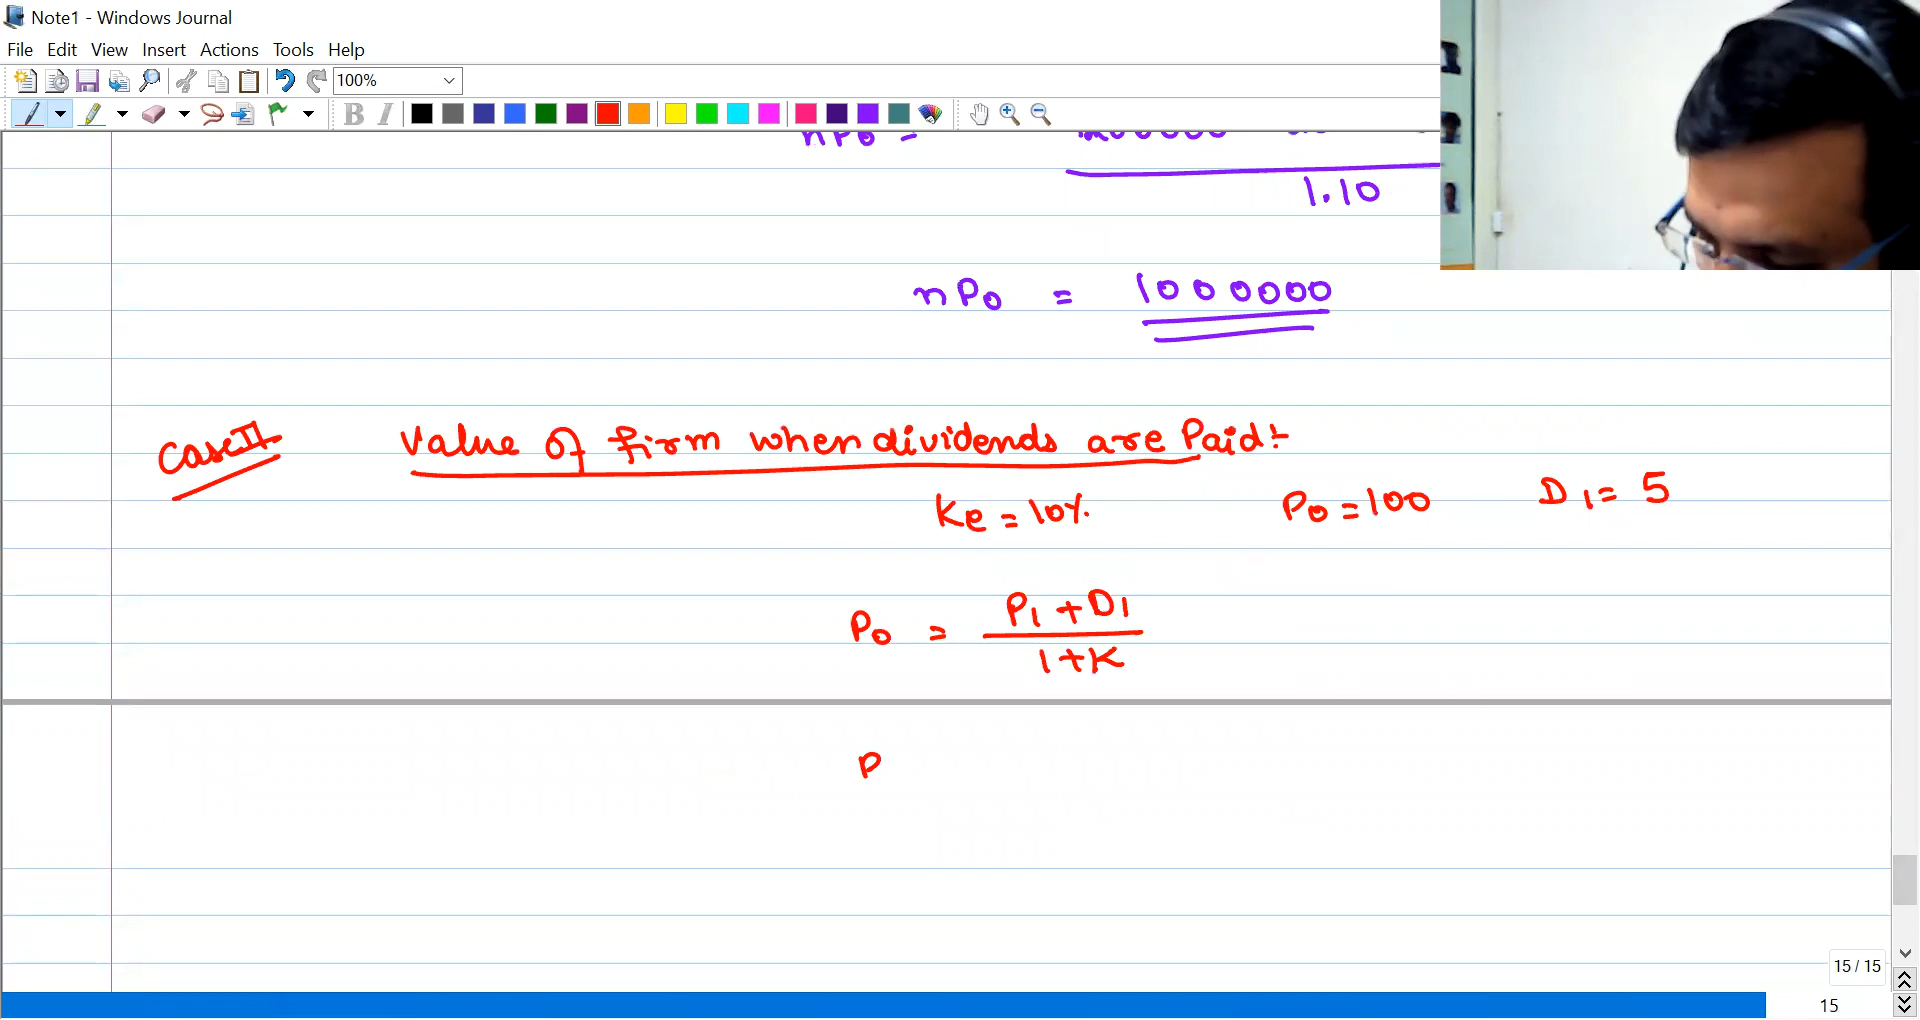 Note1 - Windows Journal
File Edit View Insert Actions Tools Help
100%
B I
nP0 =
1.10
nP0 = 1000000
Case II Value of firm when dividends are Paid:-
Ke = 10% P0 = 100 D1 = 5
P0 = P1 + D1
1 + K
P
15 / 15
15